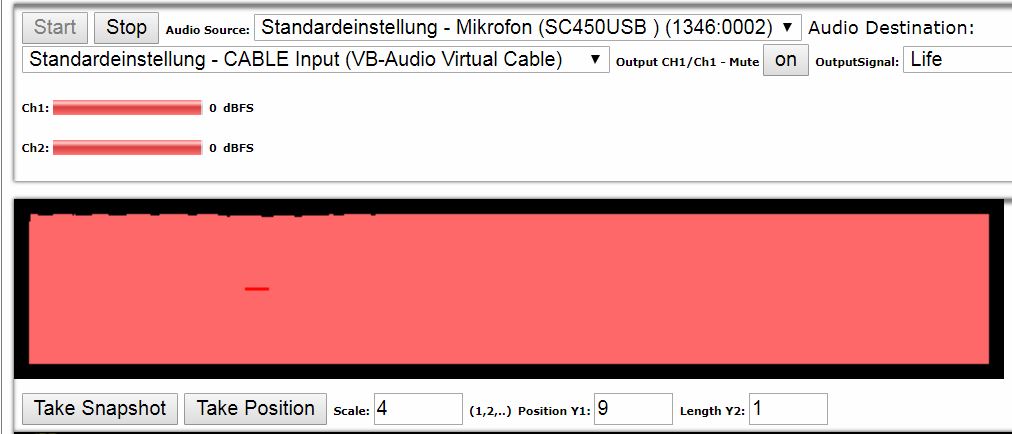 Start Stop Audio Source: Standardeinstellung - Mikrofon (SC450USB ) (1346:0002) Audio Destination:
Standardeinstellung - CABLE Input (VB-Audio Virtual Cable) Output CH1/Ch1 - Mute on OutputSignal: Life
Ch1: 0 dBFS
Ch2: 0 dBFS
Take Snapshot Take Position Scale: 4 (1,2,..) Position Y1: 9 Length Y2: 1